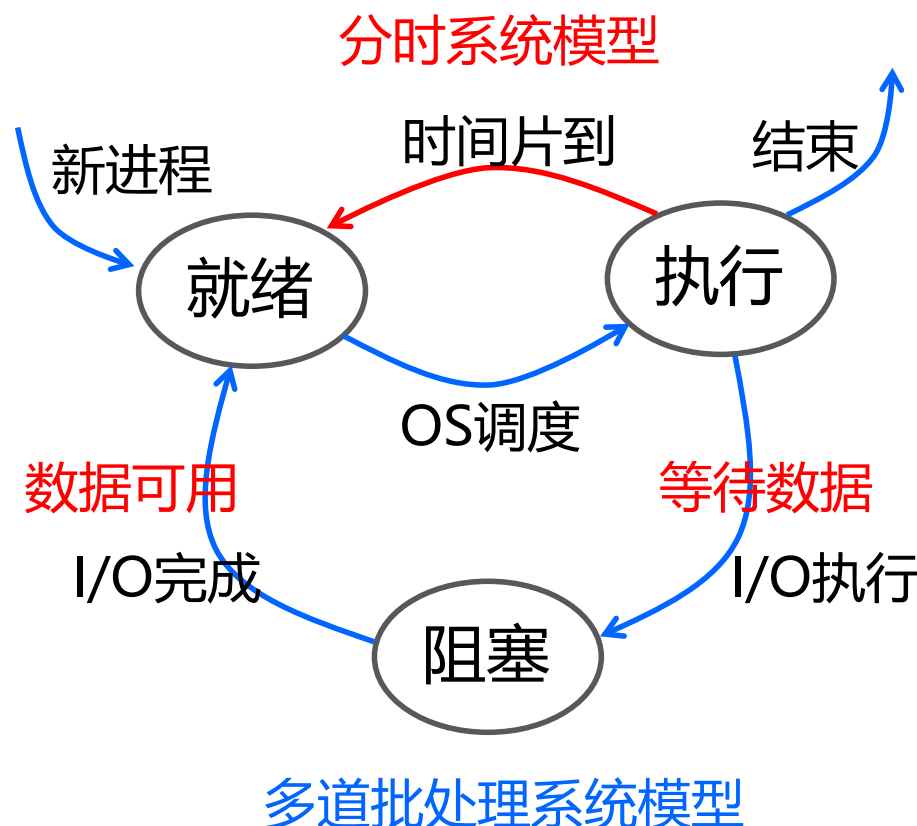 分时系统模型
时间片到
结束
新进程
就绪
执行
OS调度
数据可用
等待数据
I/O完成
I/O执行
阻塞
多道批处理系统模型